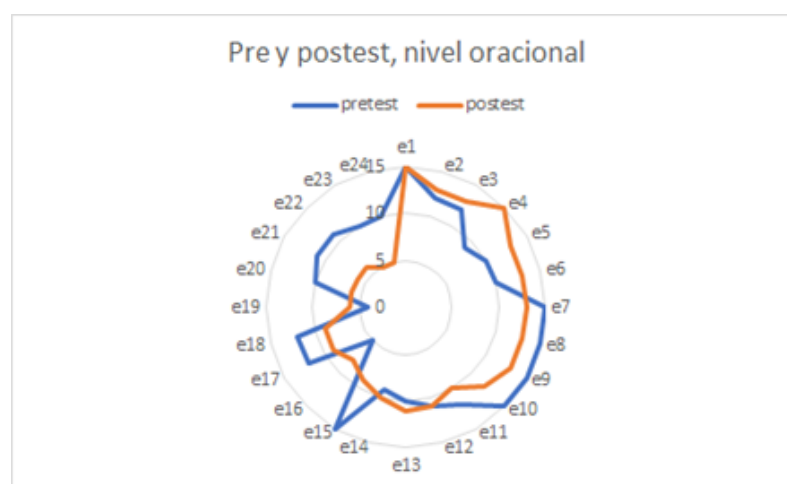 Pre y postest, nivel oracional
pretest postest
e1
e2
e3
e4
e5
e6
e7
e8
e9
e10
e11
e12
e13
e14
e15
e16
e17
e18
e19
e20
e21
e22
e23
e24
15
10
5
0